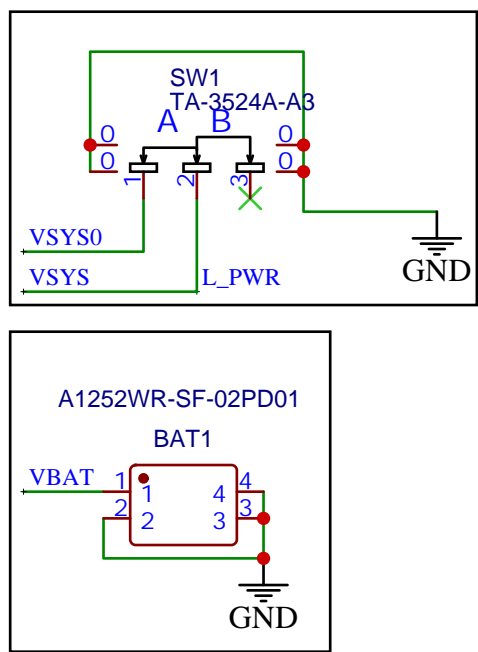 SW1
TA-3524A-A3
A B
0 0
0 0
1 2 3
VSYS0
VSYS L_PWR
GND
A1252WR-SF-02PD01
BAT1
VBAT 1 1 4 4
2 2 3 3
GND